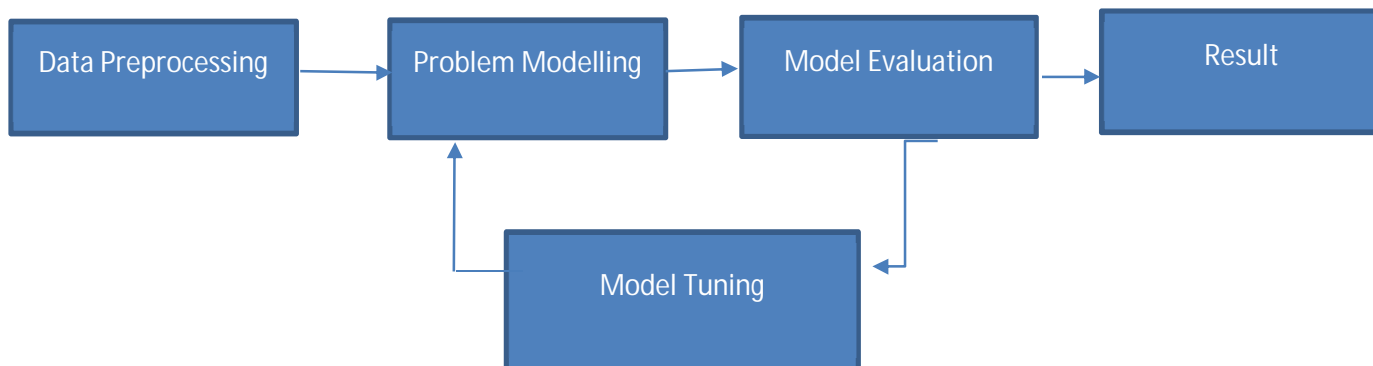 Data Preprocessing
Problem Modelling
Model Evaluation
Result
Model Tuning